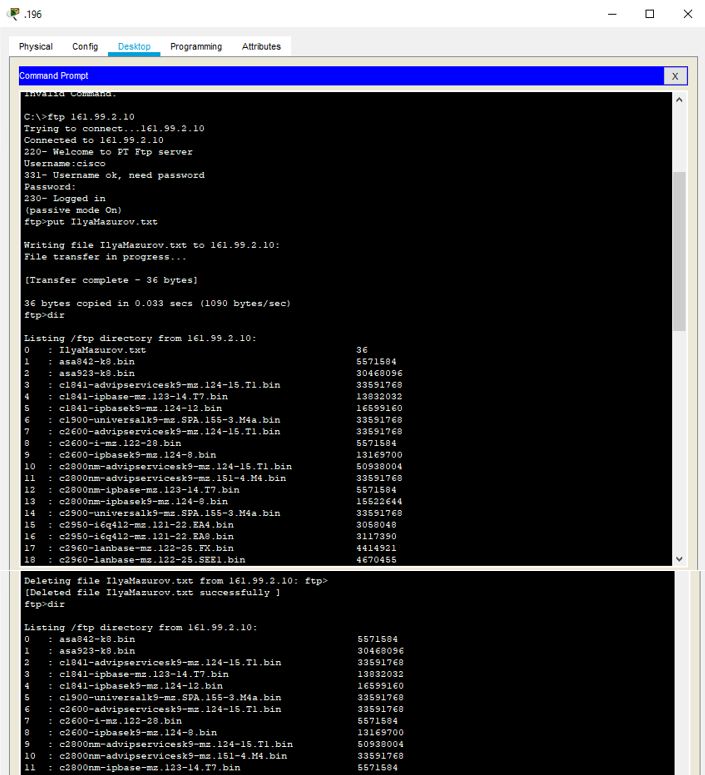 .196
Physical Config Desktop Programming Attributes
Command Prompt X
Invalid Command.
C:\>ftp 161.99.2.10
Trying to connect...161.99.2.10
Connected to 161.99.2.10
220- Welcome to PT Ftp server
Username:cisco
331- Username ok, need password
Password:
230- Logged in
(passive mode On)
ftp>put IlyaMazurov.txt
Writing file IlyaMazurov.txt to 161.99.2.10:
File transfer in progress...
[Transfer complete - 36 bytes]
36 bytes copied in 0.033 secs (1090 bytes/sec)
ftp>dir
Listing /ftp directory from 161.99.2.10:
0 : IlyaMazurov.txt 36
1 : asa842-k8.bin 5571584
2 : asa923-k8.bin 30468096
3 : c1841-advipservicesk9-mz.124-15.T1.bin 33591768
4 : c1841-ipbase-mz.123-14.T7.bin 13832032
5 : c1841-ipbasek9-mz.124-12.bin 16599160
6 : c1900-universalk9-mz.SPA.155-3.M4a.bin 33591768
7 : c2600-advipservicesk9-mz.124-15.T1.bin 33591768
8 : c2600-i-mz.122-28.bin 5571584
9 : c2600-ipbasek9-mz.124-8.bin 13169700
10 : c2800nm-advipservicesk9-mz.124-15.T1.bin 50938004
11 : c2800nm-advipservicesk9-mz.151-4.M4.bin 33591768
12 : c2800nm-ipbase-mz.123-14.T7.bin 5571584
13 : c2800nm-ipbasek9-mz.124-8.bin 15522644
14 : c2900-universalk9-mz.SPA.155-3.M4a.bin 33591768
15 : c2950-i6q4l2-mz.121-22.EA4.bin 3058048
16 : c2950-i6q4l2-mz.121-22.EA8.bin 3117390
17 : c2960-lanbase-mz.122-25.FX.bin 4414921
18 : c2960-lanbase-mz.122-25.SEE1.bin 4670455
Deleting file IlyaMazurov.txt from 161.99.2.10: ftp>
[Deleted file IlyaMazurov.txt successfully ]
ftp>dir
Listing /ftp directory from 161.99.2.10:
0 : asa842-k8.bin 5571584
1 : asa923-k8.bin 30468096
2 : c1841-advipservicesk9-mz.124-15.T1.bin 33591768
3 : c1841-ipbase-mz.123-14.T7.bin 13832032
4 : c1841-ipbasek9-mz.124-12.bin 16599160
5 : c1900-universalk9-mz.SPA.155-3.M4a.bin 33591768
6 : c2600-advipservicesk9-mz.124-15.T1.bin 33591768
7 : c2600-i-mz.122-28.bin 5571584
8 : c2600-ipbasek9-mz.124-8.bin 13169700
9 : c2800nm-advipservicesk9-mz.124-15.T1.bin 50938004
10 : c2800nm-advipservicesk9-mz.151-4.M4.bin 33591768
11 : c2800nm-ipbase-mz.123-14.T7.bin 5571584